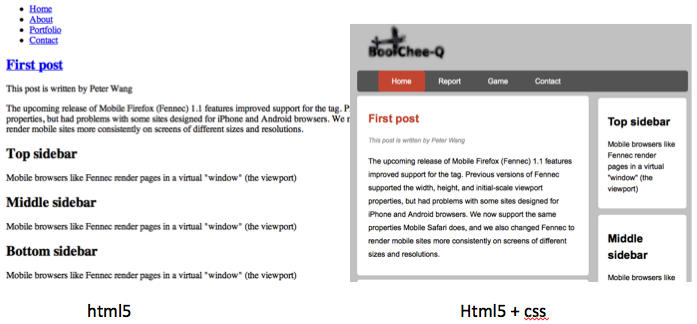 Home
About
Portfolio
Contact
First post
This post is written by Peter Wang
The upcoming release of Mobile Firefox (Fennec) 1.1 features improved support for the tag. P
properties, but had problems with some sites designed for iPhone and Android browsers. We n
render mobile sites more consistently on screens of different sizes and resolutions.
Top sidebar
Mobile browsers like Fennec render pages in a virtual "window" (the viewport)
Middle sidebar
Mobile browsers like Fennec render pages in a virtual "window" (the viewport)
Bottom sidebar
Mobile browsers like Fennec render pages in a virtual "window" (the viewport)
html5
BootChee-Q
Home Report Game Contact
First post
This post is written by Peter Wang
The upcoming release of Mobile Firefox (Fennec) 1.1 features
improved support for the tag. Previous versions of Fennec
supported the width, height, and initial-scale viewport
properties, but had problems with some sites designed for
iPhone and Android browsers. We now support the same
properties Mobile Safari does, and we also changed Fennec to
render mobile sites more consistently on screens of different
sizes and resolutions.
Top sidebar
Mobile browsers like
Fennec render
pages in a virtual
"window" (the
viewport)
Middle
sidebar
Mobile browsers like
Html5 + css